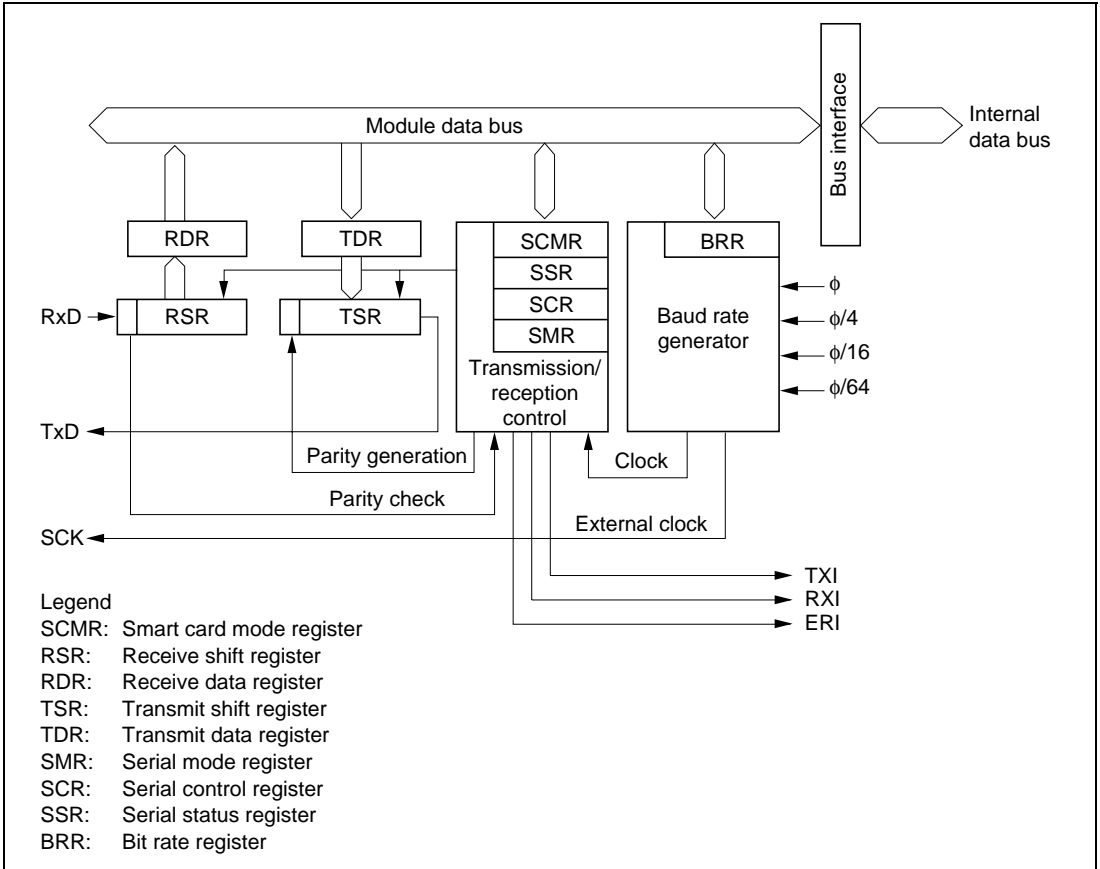 Module data bus
Bus interface
Internal
data bus
RDR
TDR
SCMR
SSR
SCR
SMR
Transmission/
reception
control
BRR
Baud rate
generator
ϕ
ϕ/4
ϕ/16
ϕ/64
RxD
RSR
TSR
TxD
Parity generation
Clock
Parity check
SCK
External clock
TXI
RXI
ERI
Legend
SCMR: Smart card mode register
RSR: Receive shift register
RDR: Receive data register
TSR: Transmit shift register
TDR: Transmit data register
SMR: Serial mode register
SCR: Serial control register
SSR: Serial status register
BRR: Bit rate register